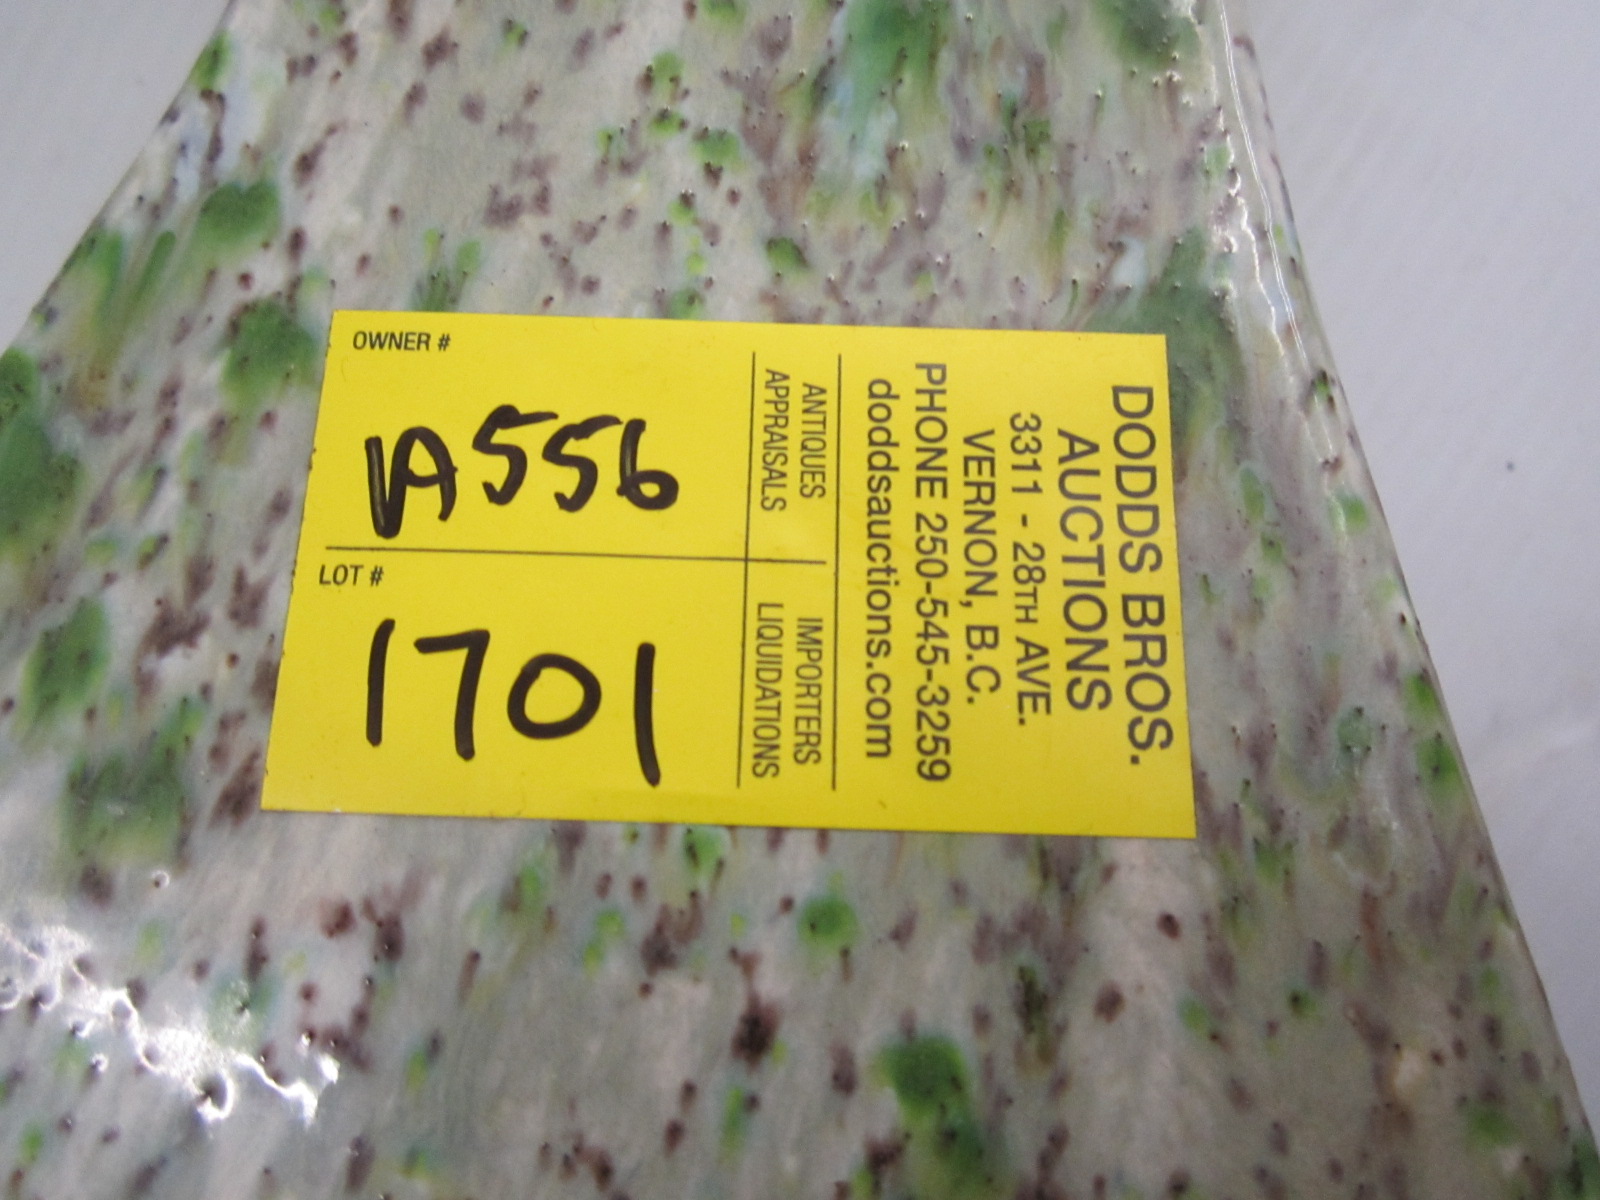 DODDS BROS.
AUCTIONS
3311 - 28TH AVE.
VERNON, B.C.
PHONE 250-545-3259
doddsauctions.com
ANTIQUES IMPORTERS
APPRAISALS LIQUIDATIONS
OWNER #
A556
LOT #
1701